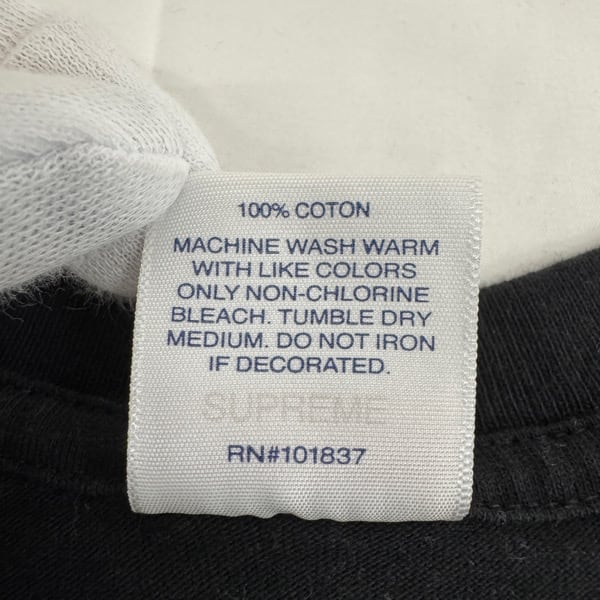 100% COTON
MACHINE WASH WARM
WITH LIKE COLORS
ONLY NON-CHLORINE
BLEACH. TUMBLE DRY
MEDIUM. DO NOT IRON
IF DECORATED.
SUPREME
RN#101837